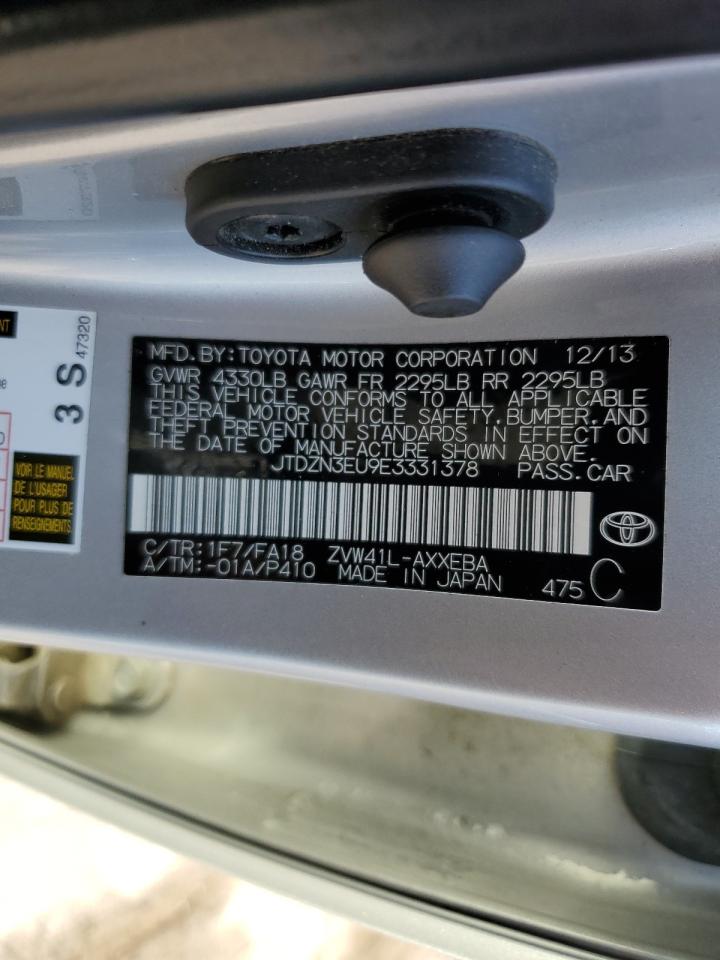 MFD.BY:TOYOTA MOTOR CORPORATION 12/13
GVWR 4330LB GAWR FR 2295LB RR 2295LB
THIS VEHICLE CONFORMS TO ALL APPLICABLE
FEDERAL MOTOR VEHICLE SAFETY,BUMPER,AND
THEFT PREVENTION STANDARDS IN EFFECT ON
THE DATE OF MANUFACTURE SHOWN ABOVE.
JTDZN3EU9E3331378 PASS.CAR
C/TR:1F7/FA18 ZVW41L-AXXEBA
A/TM:-01A/P410 MADE IN JAPAN 475 C
3 S 47320
VOIR LE MANUEL
DE L'USAGER
POUR PLUS DE
RENSEIGNEMENTS